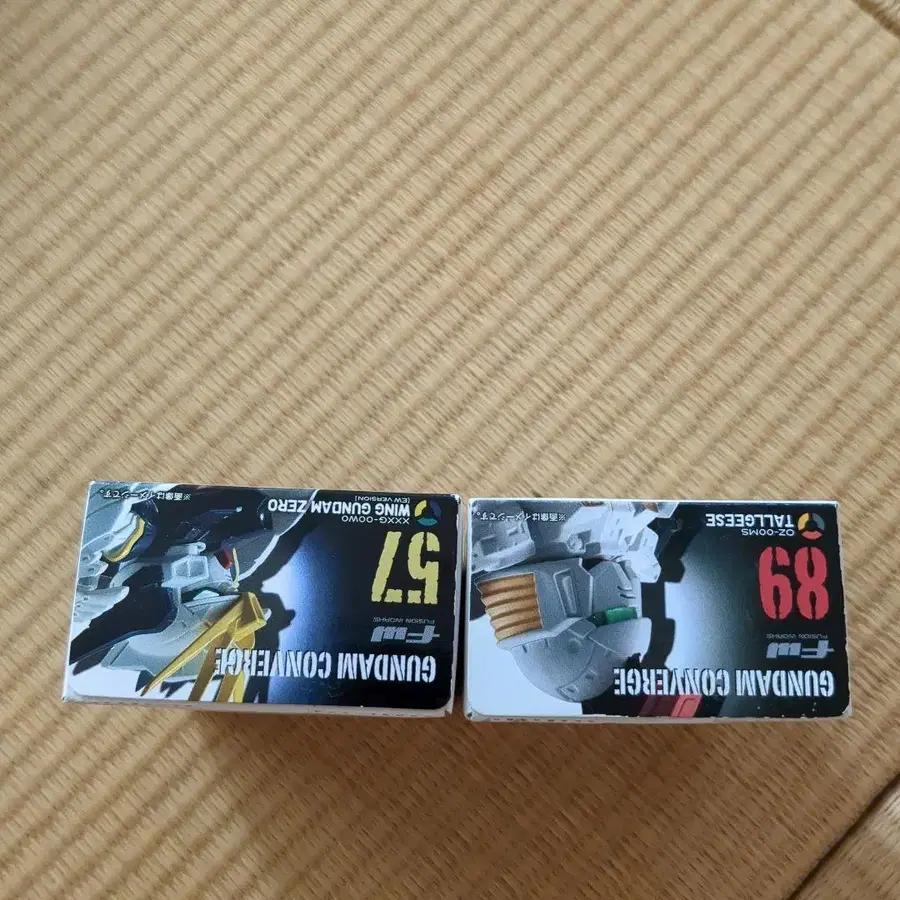 GUNDAM CONVERGE
FW
FUSION WORKS
57
XXXG-00W0
WING GUNDAM ZERO
[EW VERSION]
※画像はイメージです。
GUNDAM CONVERGE
FW
FUSION WORKS
68
OZ-00MS
TALLGEESE
※画像はイメージです。